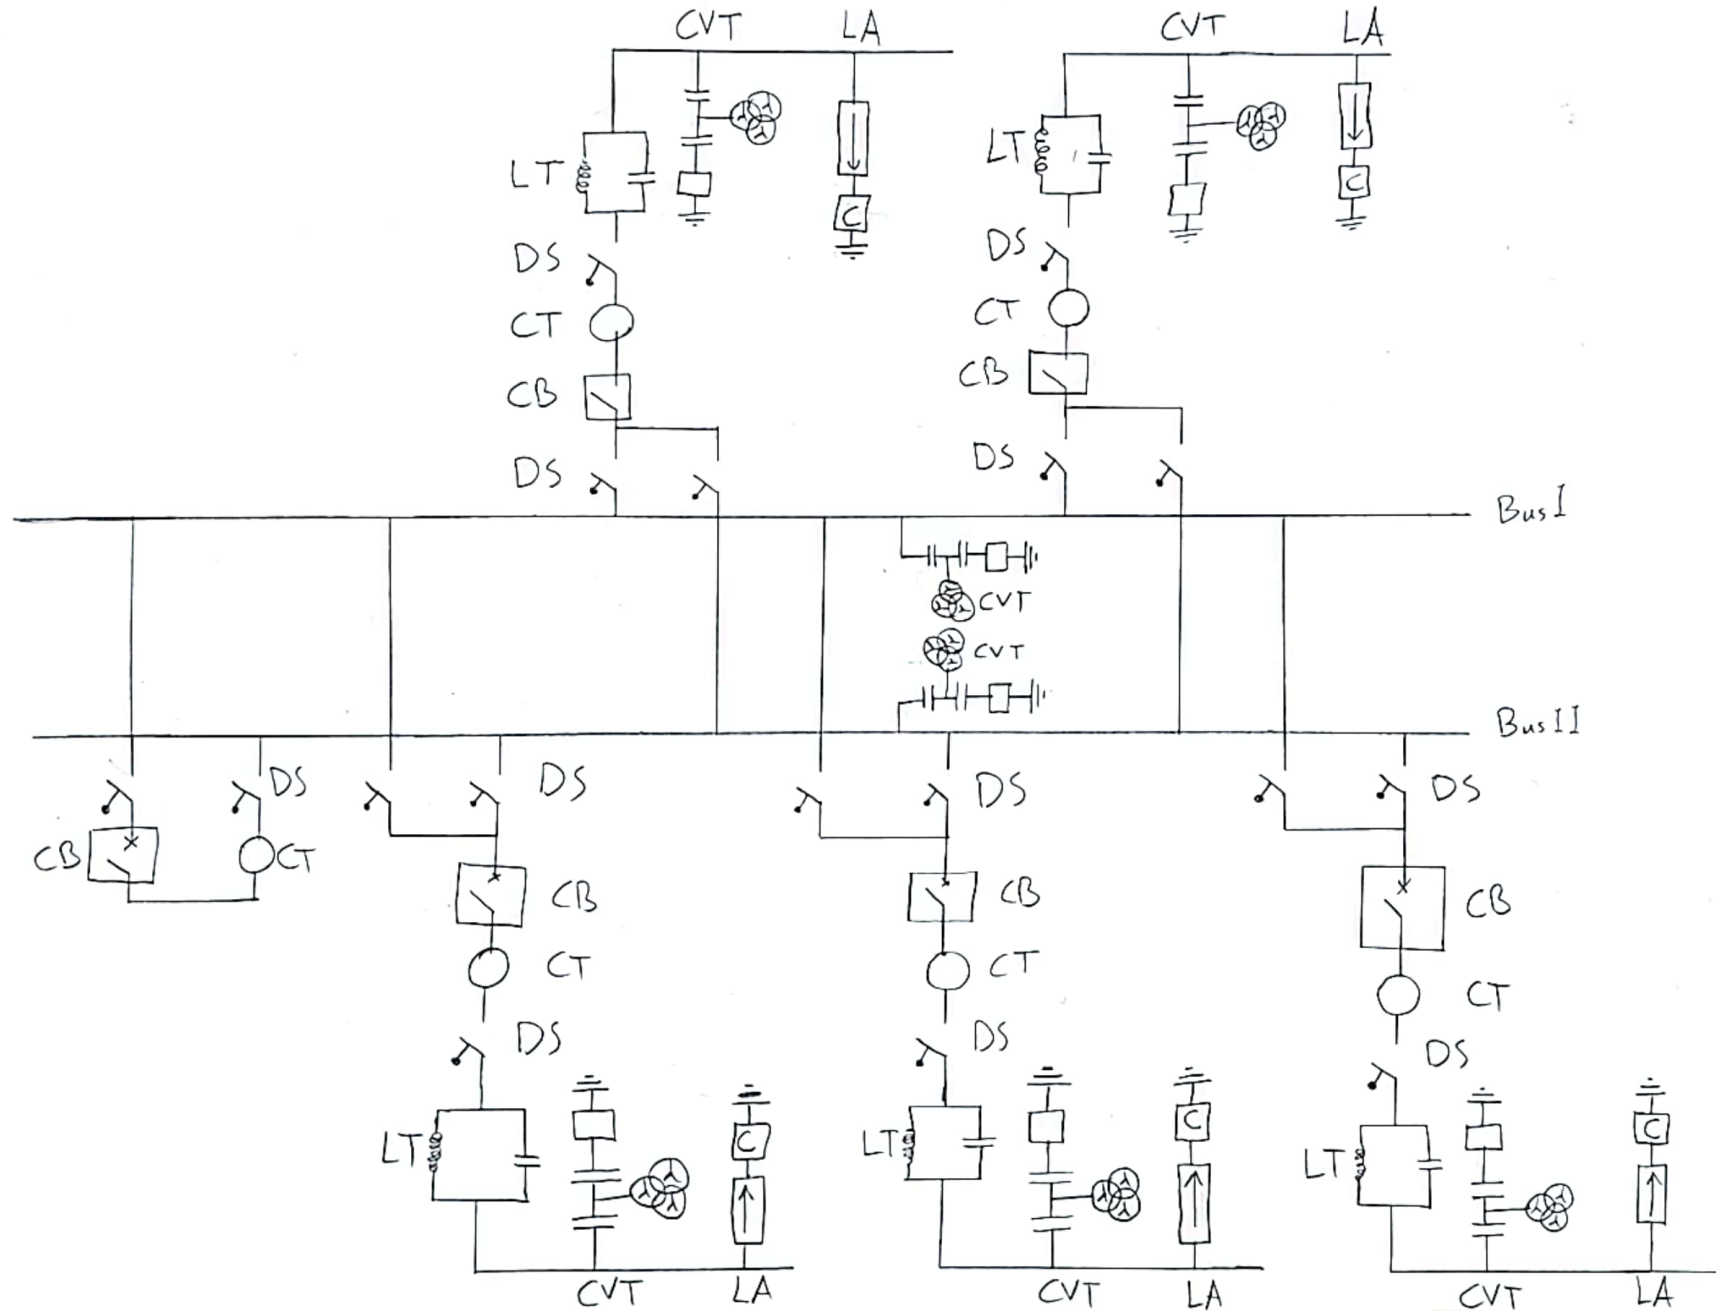 CVT LA CVT LA
LT LT
DS DS
CT CT
CB CB
DS DS
Bus I
CVT
CVT
Bus II
DS DS DS DS
CB CT CB CB CB
CT CT CT
DS DS DS
C C
C C C
LT LT LT
CVT LA CVT LA CVT LA